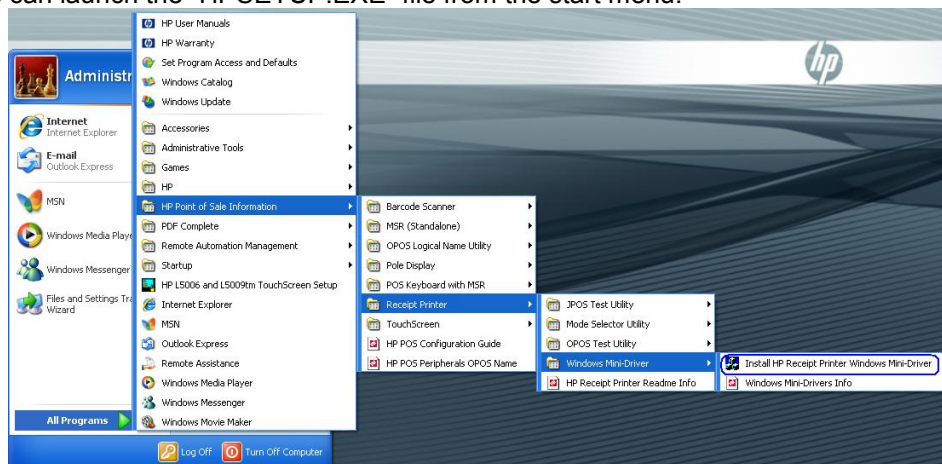 can launch the "HPSETUP.EXE" file from the start menu.
hp
Administr
Internet
Internet Explorer
E-mail
Outlook Express
MSN
Windows Media Playe
Windows Messenger
Files and Settings Tra
Wizard
All Programs
Log Off
Turn Off Computer
HP User Manuals
HP Warranty
Set Program Access and Defaults
Windows Catalog
Windows Update
Accessories
Administrative Tools
Games
HP
HP Point of Sale Information
PDF Complete
Remote Automation Management
Startup
HP L5006 and L5009tm TouchScreen Setup
Internet Explorer
MSN
Outlook Express
Remote Assistance
Windows Media Player
Windows Messenger
Windows Movie Maker
Barcode Scanner
MSR (Standalone)
OPOS Logical Name Utility
Pole Display
POS Keyboard with MSR
Receipt Printer
TouchScreen
HP POS Configuration Guide
HP POS Peripherals OPOS Name
JPOS Test Utility
Mode Selector Utility
OPOS Test Utility
Windows Mini-Driver
HP Receipt Printer Readme Info
Install HP Receipt Printer Windows Mini-Driver
Windows Mini-Drivers Info